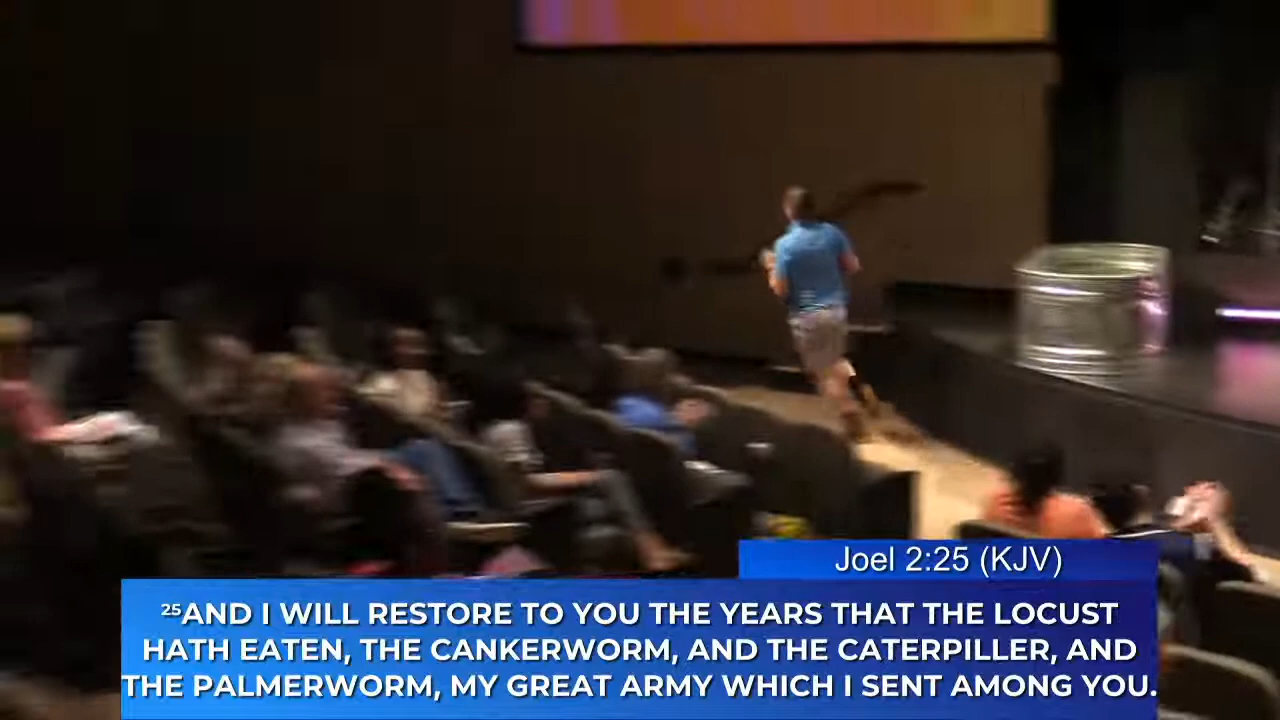 Joel 2:25 (KJV)
²⁵AND I WILL RESTORE TO YOU THE YEARS THAT THE LOCUST
HATH EATEN, THE CANKERWORM, AND THE CATERPILLER, AND
THE PALMERWORM, MY GREAT ARMY WHICH I SENT AMONG YOU.